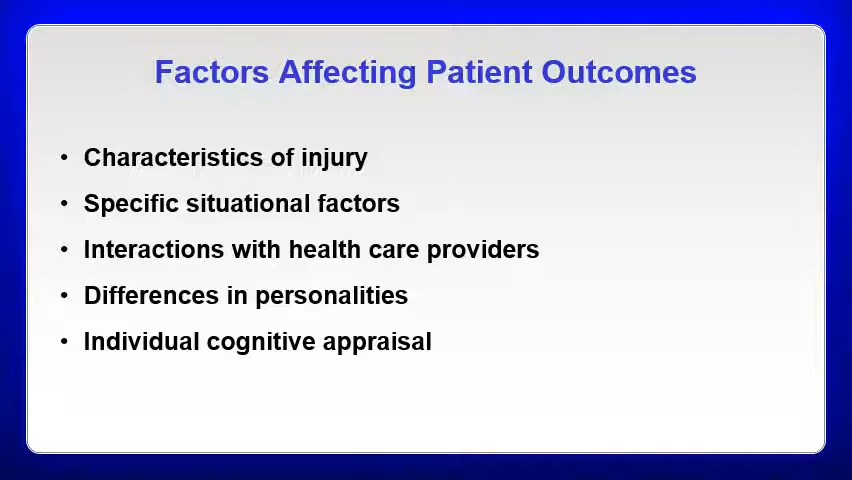 Factors Affecting Patient Outcomes
• Characteristics of injury
• Specific situational factors
• Interactions with health care providers
• Differences in personalities
• Individual cognitive appraisal